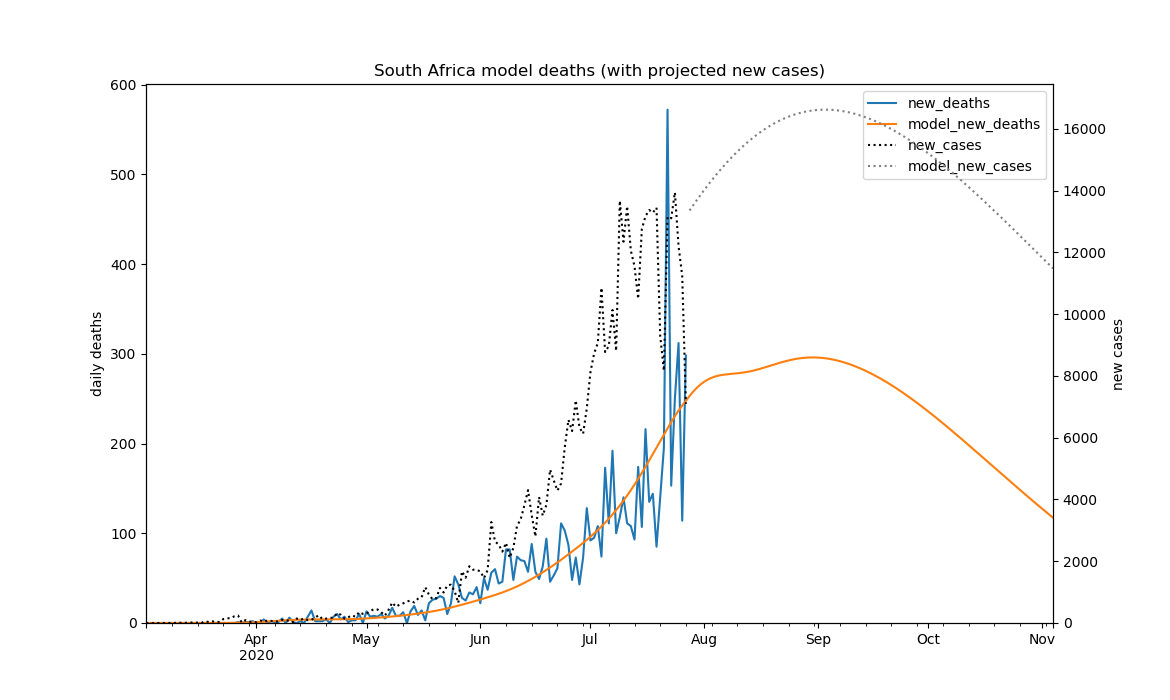 South Africa model deaths (with projected new cases)
600
500
400
300
200
100
0
daily deaths
new_deaths
model_new_deaths
new_cases
model_new_cases
16000
14000
12000
10000
8000
6000
4000
2000
0
new cases
Apr
2020
May
Jun
Jul
Aug
Sep
Oct
Nov